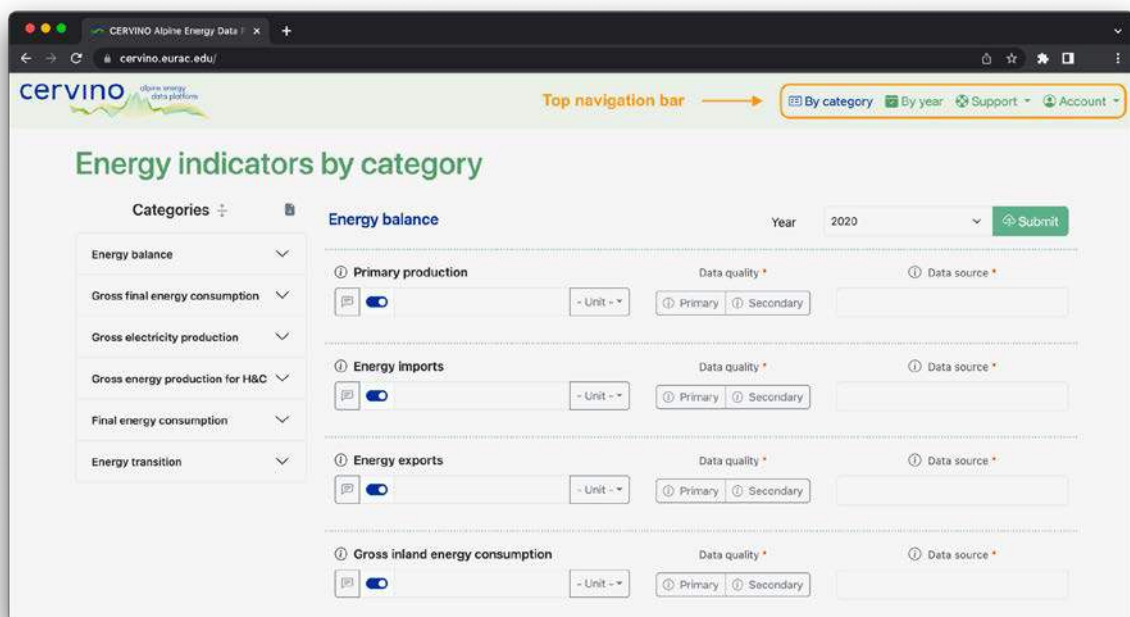 CERVINO Alpine Energy Data P
cervino.eurac.edu/
cervino alpine energy
data platform
Top navigation bar
By category By year Support Account
Energy indicators by category
Categories
Energy balance
Gross final energy consumption
Gross electricity production
Gross energy production for H&C
Final energy consumption
Energy transition
Energy balance Year 2020 Submit
Primary production Data quality * Data source *
- Unit - Primary Secondary
Energy imports Data quality * Data source *
- Unit - Primary Secondary
Energy exports Data quality * Data source *
- Unit - Primary Secondary
Gross inland energy consumption Data quality * Data source *
- Unit - Primary Secondary